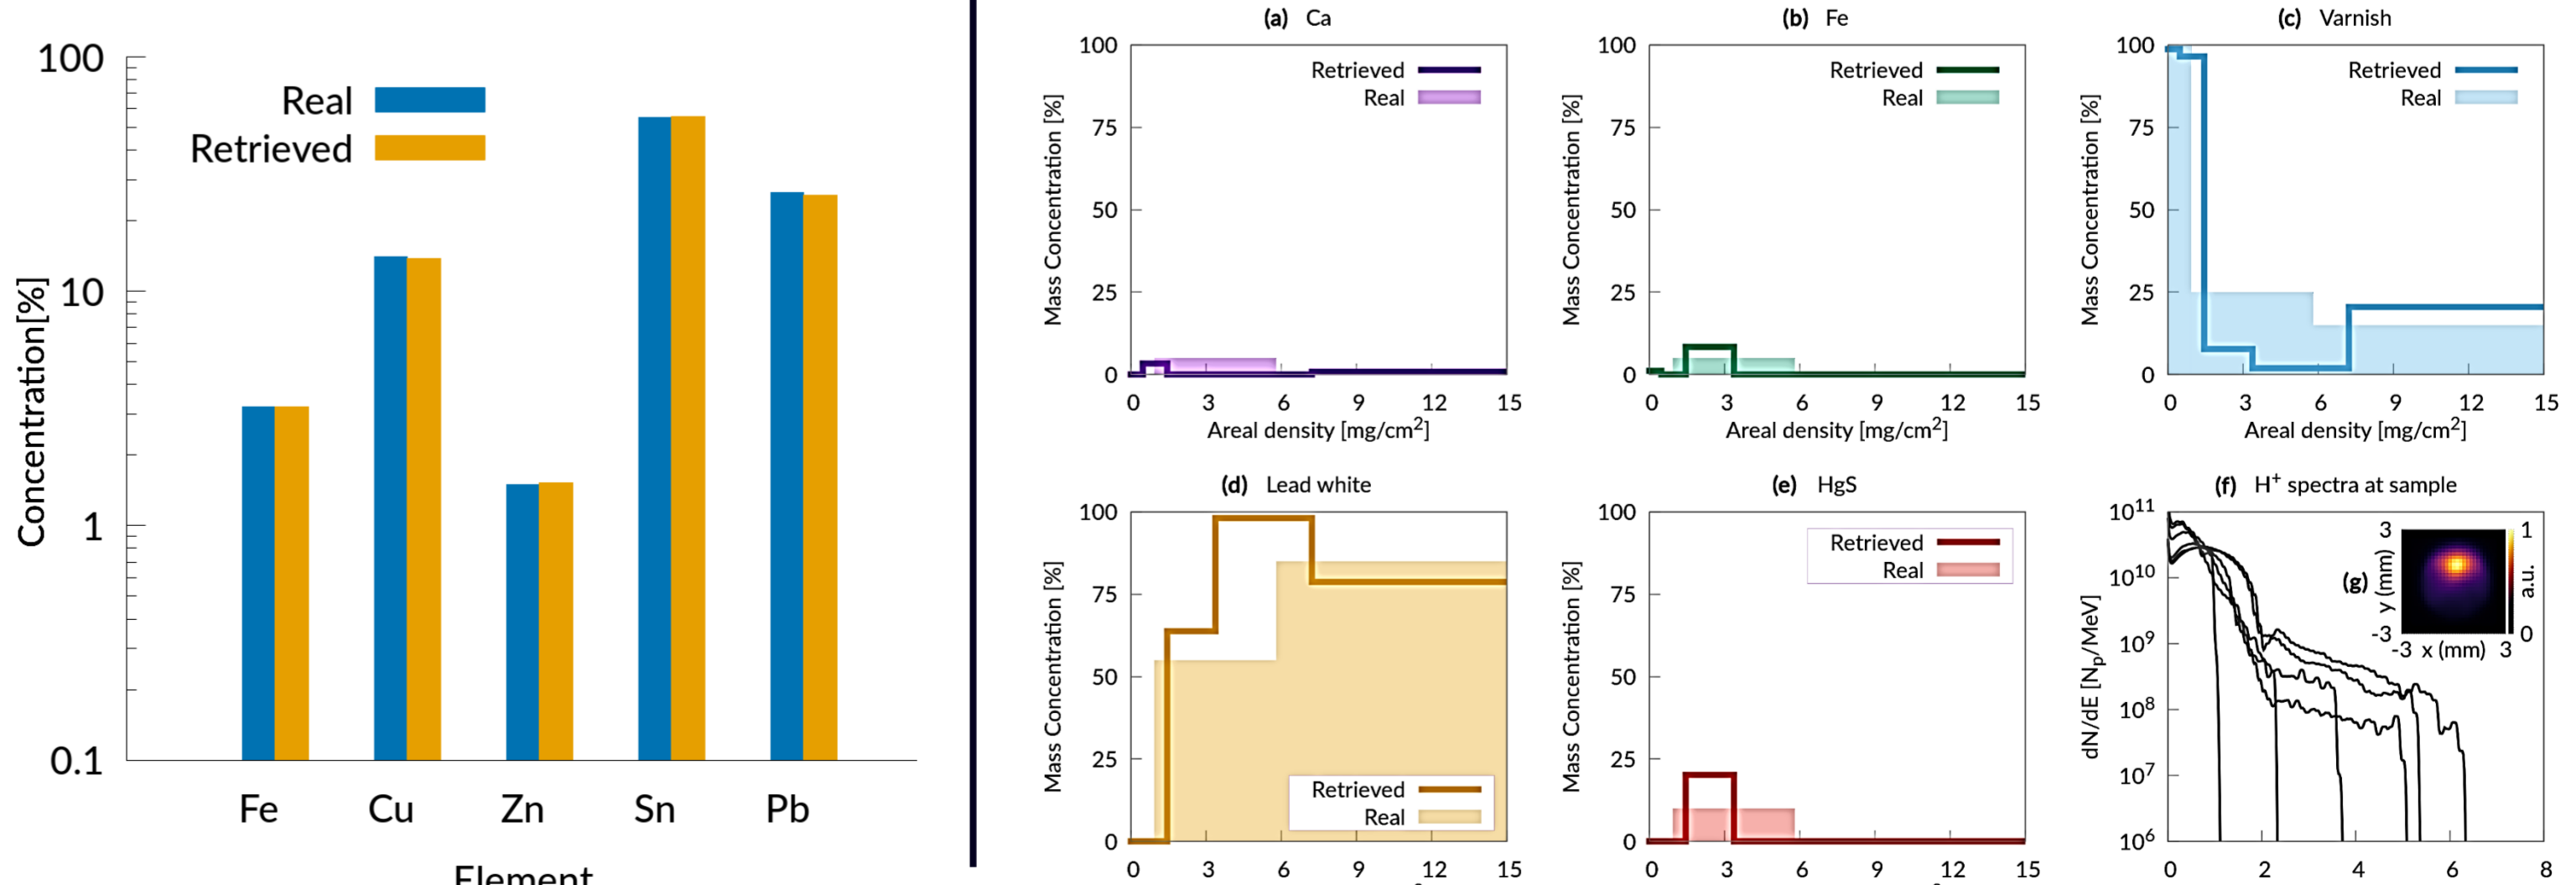 100
10
1
0.1
Concentration[%]
Real
Retrieved
Fe Cu Zn Sn Pb
Element
(a) Ca
100
75
50
25
0
Mass Concentration [%]
Retrieved
Real
0 3 6 9 12 15
Areal density [mg/cm²]
(b) Fe
100
75
50
25
0
Mass Concentration [%]
Retrieved
Real
0 3 6 9 12 15
Areal density [mg/cm²]
(c) Varnish
100
75
50
25
0
Mass Concentration [%]
Retrieved
Real
0 3 6 9 12 15
Areal density [mg/cm²]
(d) Lead white
100
75
50
25
0
Mass Concentration [%]
Retrieved
Real
0 3 6 9 12 15
(e) HgS
100
75
50
25
0
Mass Concentration [%]
Retrieved
Real
0 3 6 9 12 15
(f) H⁺ spectra at sample
10¹¹
10¹⁰
10⁹
10⁸
10⁷
10⁶
dN/dE [Nₚ/MeV]
0 2 4 6 8
(g)
3
-3
y (mm)
-3 x (mm) 3
1
0
a.u.